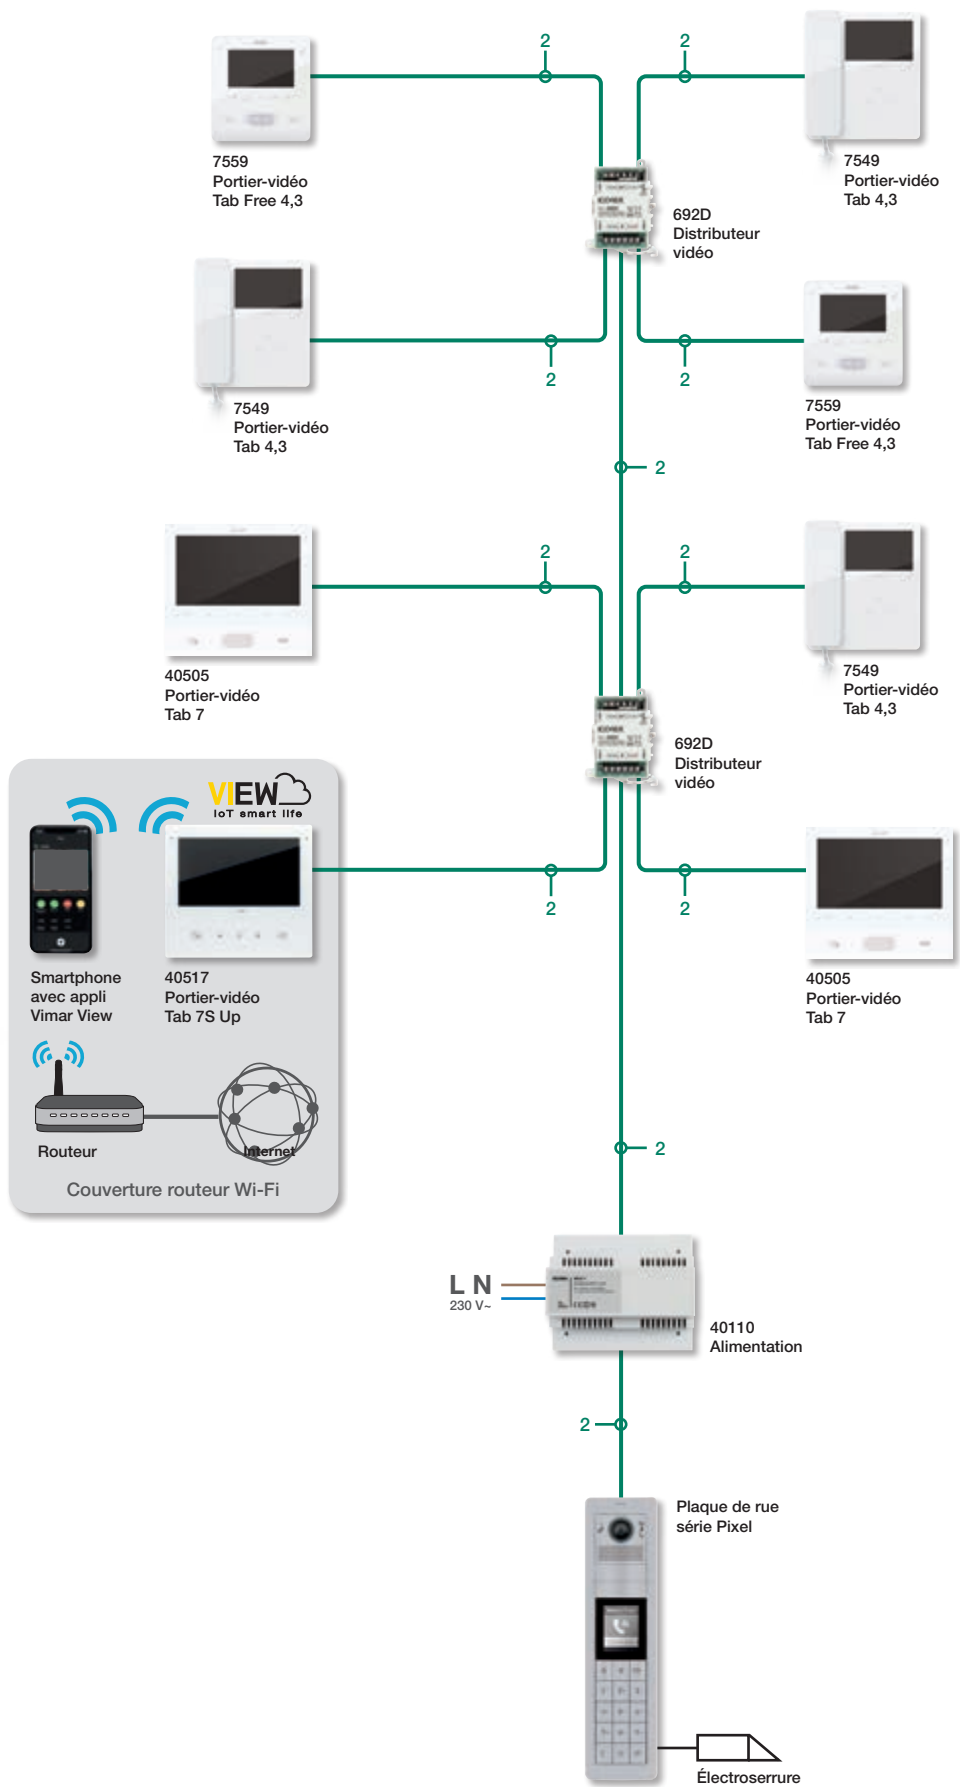 2
2
7559
Portier-vidéo
Tab Free 4,3
7549
Portier-vidéo
Tab 4,3
692D
Distributeur
vidéo
2
2
7549
Portier-vidéo
Tab 4,3
7559
Portier-vidéo
Tab Free 4,3
2
2
2
40505
Portier-vidéo
Tab 7
7549
Portier-vidéo
Tab 4,3
692D
Distributeur
vidéo
VIEW
IoT smart life
2
2
Smartphone
avec appli
Vimar View
40517
Portier-vidéo
Tab 7S Up
40505
Portier-vidéo
Tab 7
Routeur
Internet
Couverture routeur Wi-Fi
2
L N
230 V~
40110
Alimentation
2
Plaque de rue
série Pixel
Électroserrure